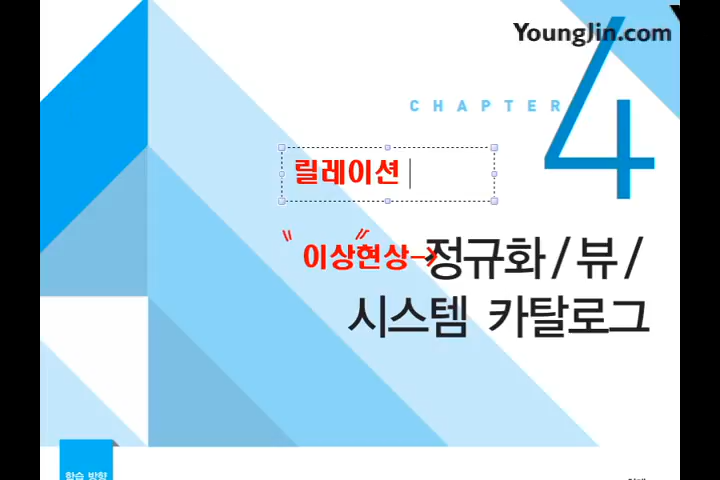 YoungJin.com
CHAPTER
4
릴레이션
"이상현상" → 정규화 / 뷰 /
시스템 카탈로그
학습 방향